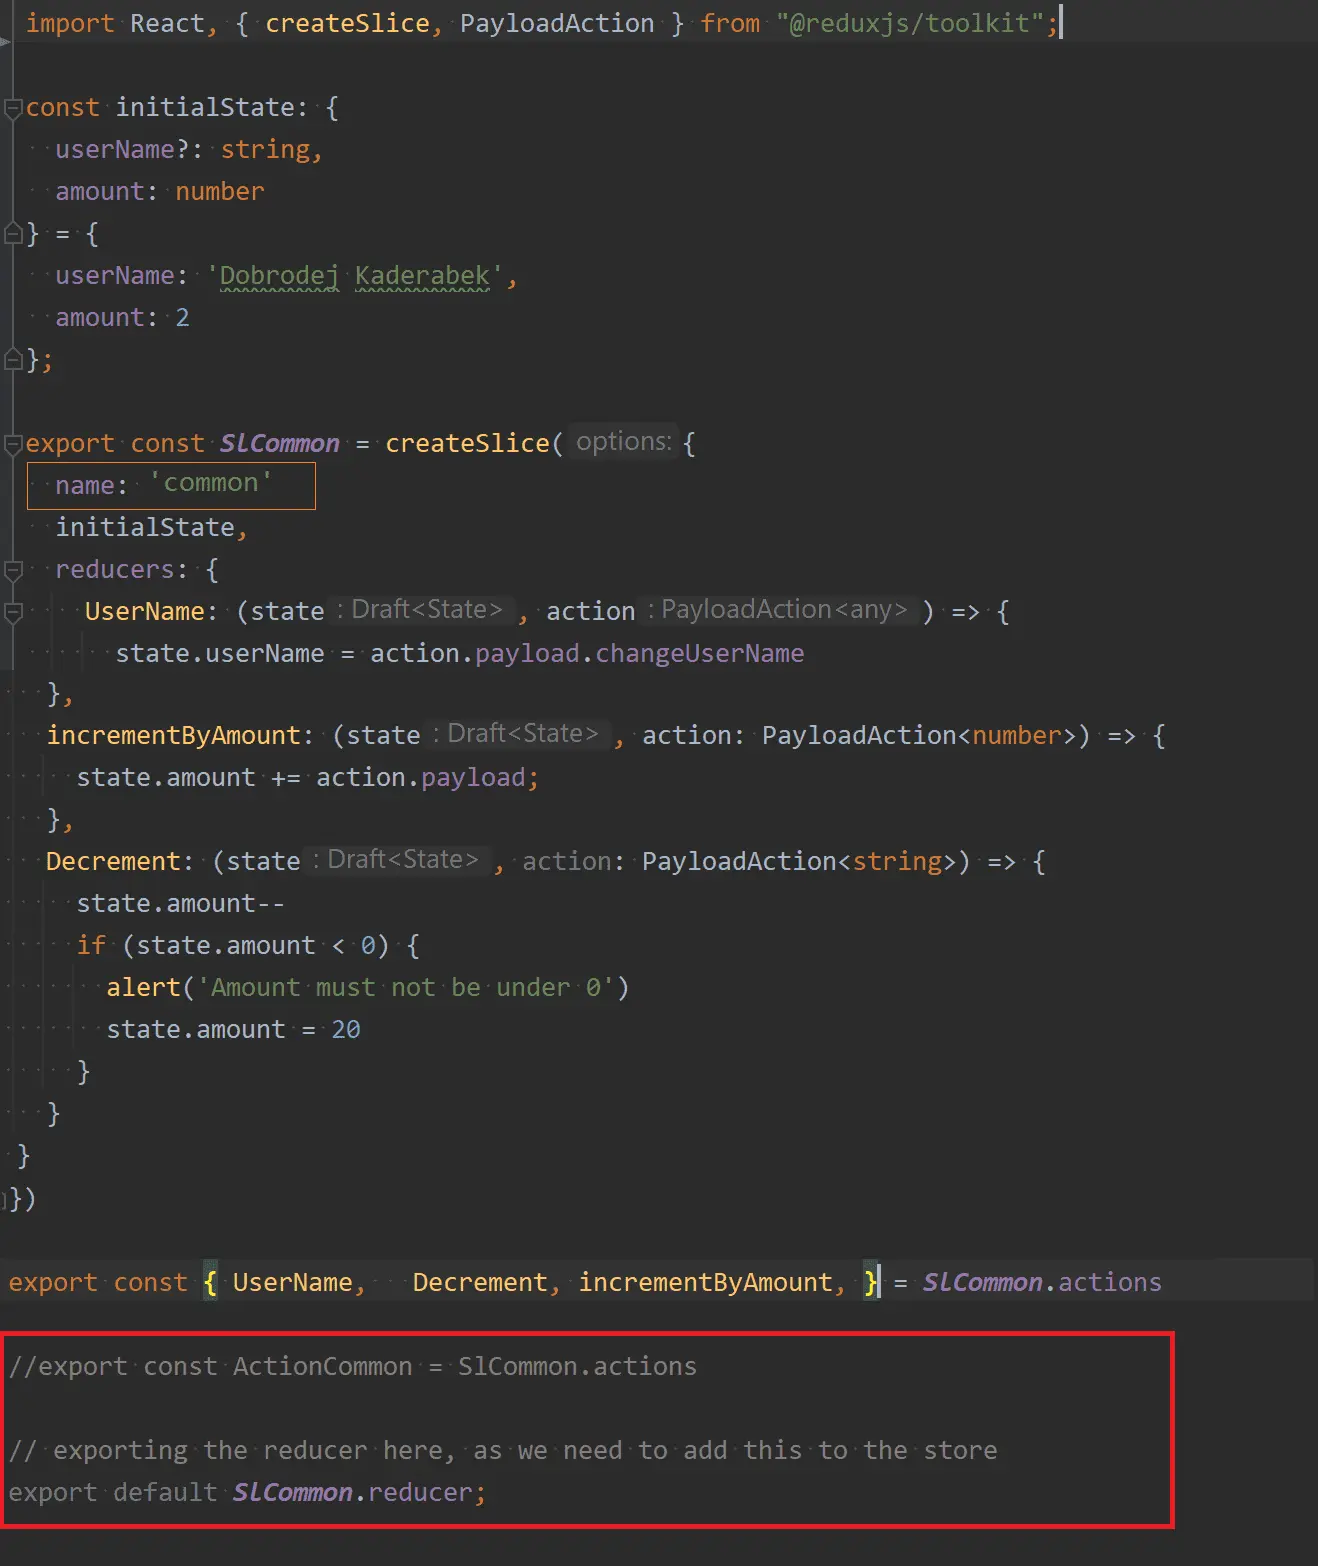 import React, { createSlice, PayloadAction } from "@reduxjs/toolkit";
const initialState: {
userName?: string,
amount: number
} = {
userName: 'Dobrodej Kaderabek',
amount: 2
};
export const SlCommon = createSlice( options: {
name: 'common'
initialState,
reducers: {
UserName: (state : Draft<State> , action : PayloadAction<any> ) => {
state.userName = action.payload.changeUserName
},
incrementByAmount: (state : Draft<State> , action: PayloadAction<number>) => {
state.amount += action.payload;
},
Decrement: (state : Draft<State> , action: PayloadAction<string>) => {
state.amount--
if (state.amount < 0) {
alert('Amount must not be under 0')
state.amount = 20
}
}
}
})
export const { UserName, Decrement, incrementByAmount, } = SlCommon.actions
//export const ActionCommon = SlCommon.actions
// exporting the reducer here, as we need to add this to the store
export default SlCommon.reducer;